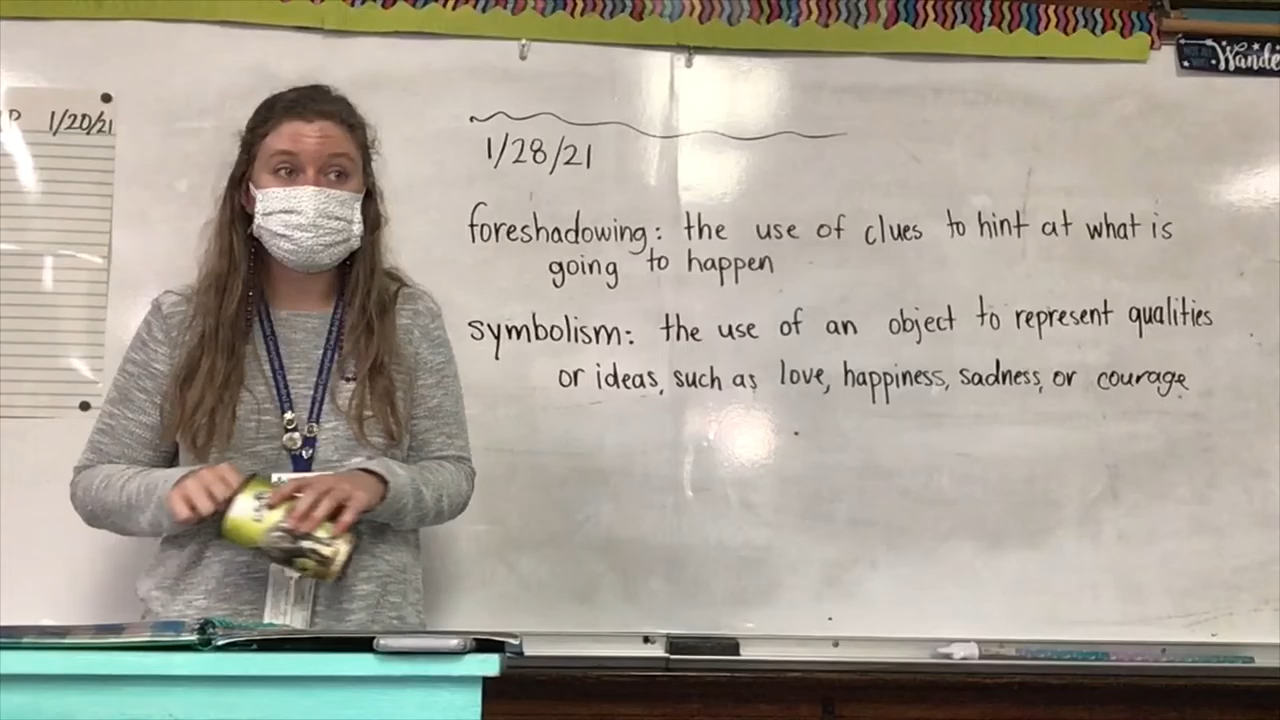 1/20/21
1/28/21
foreshadowing: the use of clues to hint at what is
going to happen
symbolism: the use of an object to represent qualities
or ideas, such as love, happiness, sadness, or courage